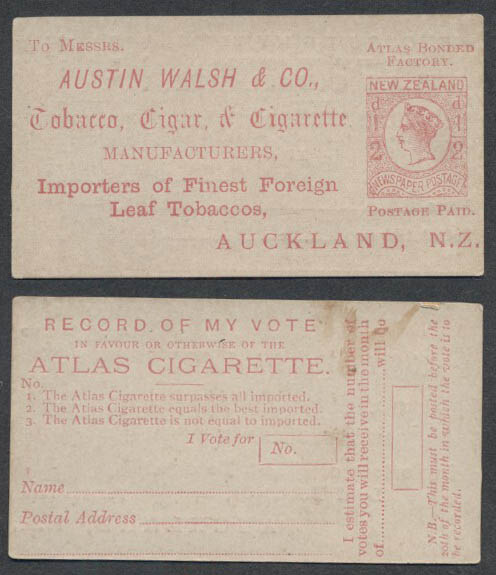 To Messrs.
Atlas Bonded
Factory.
AUSTIN WALSH & CO.,
Tobacco, Cigar, & Cigarette
MANUFACTURERS,
Importers of Finest Foreign
Leaf Tobaccos,
AUCKLAND, N.Z.
NEW ZEALAND
d d
1 1
2 2
NEWSPAPER POSTAGE
Postage Paid.
RECORD OF MY VOTE
IN FAVOUR OR OTHERWISE OF THE
ATLAS CIGARETTE.
No.
1. The Atlas Cigarette surpasses all imported.
2. The Atlas Cigarette equals the best imported.
3. The Atlas Cigarette is not equal to imported.
I Vote for No.
Name
Postal Address
I estimate that the number of
votes you will receive in the month
of will be
N.B.—This must be posted before the
20th of the month in which the vote is to
be recorded.